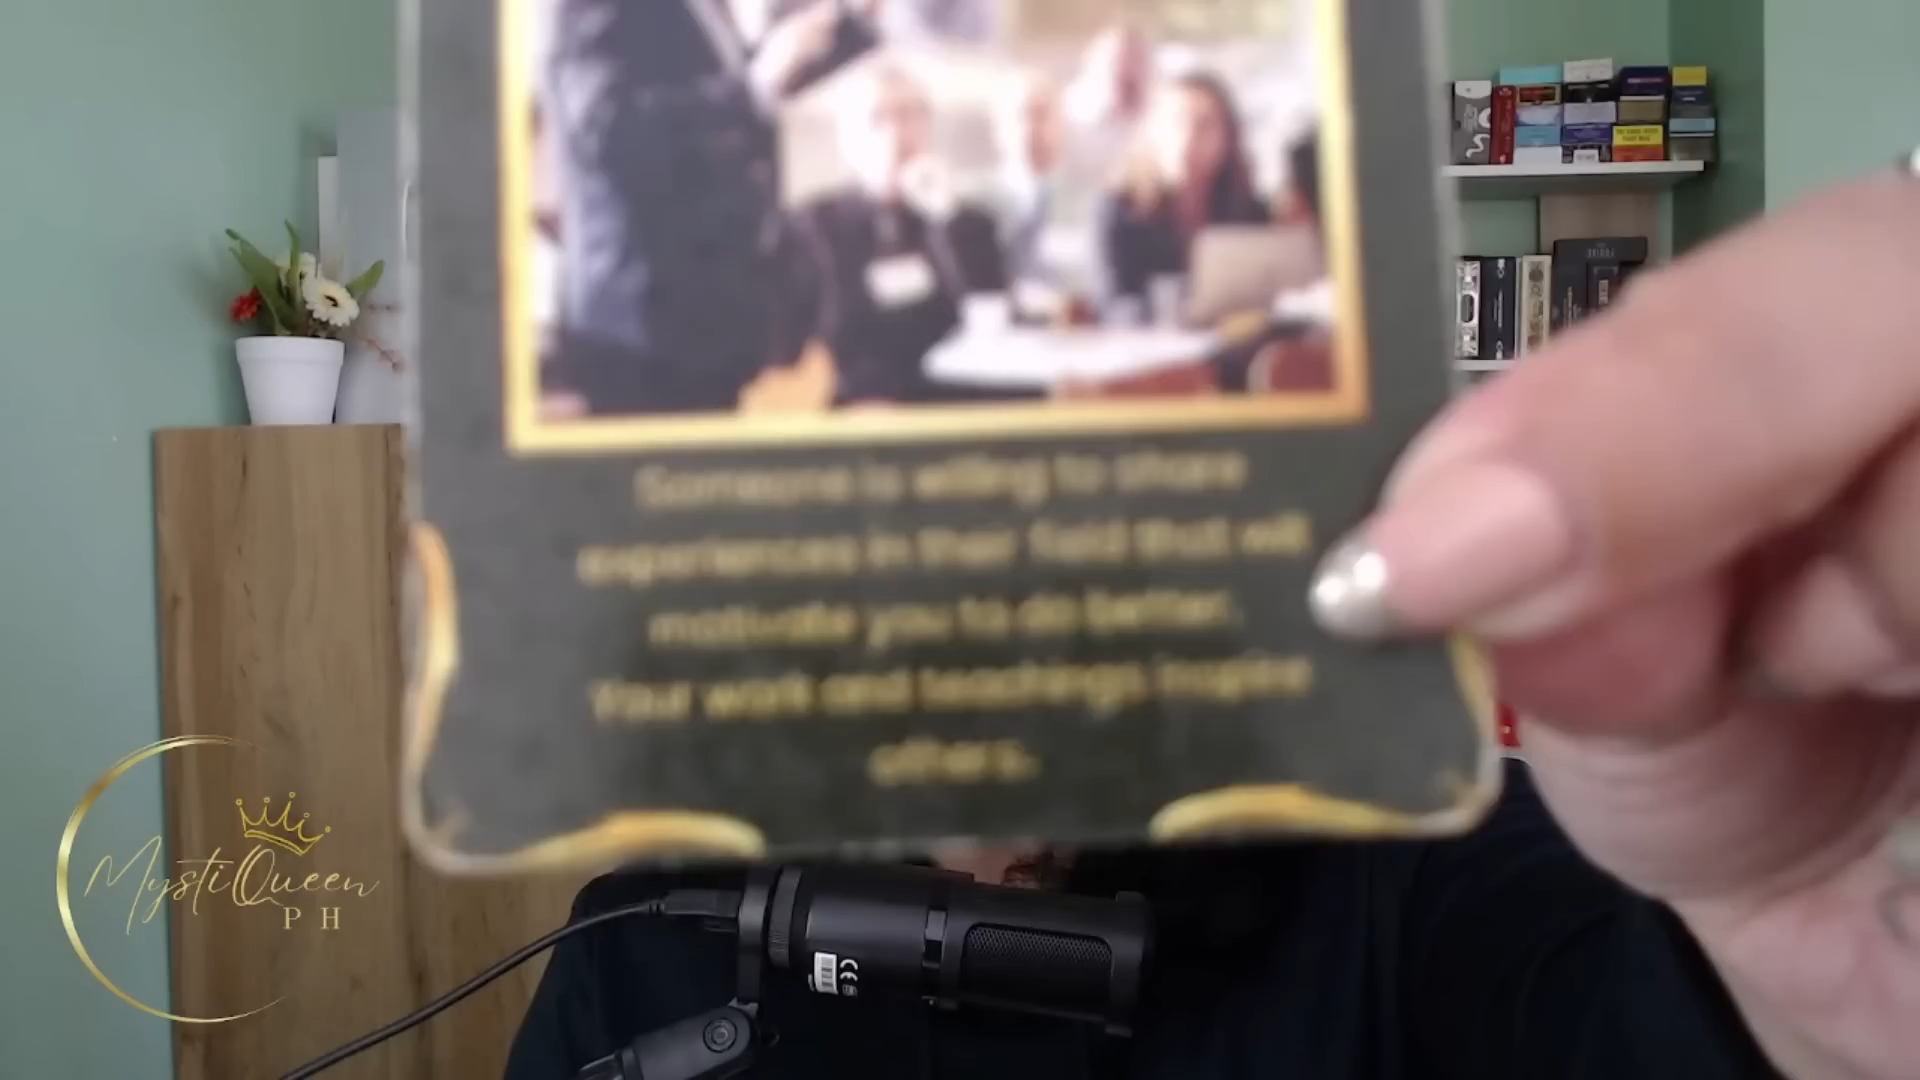 Someone is willing to share
experiences in their field that will
motivate you to do better.
Your work and teachings inspire
others.
MystiQueen
PH
CE